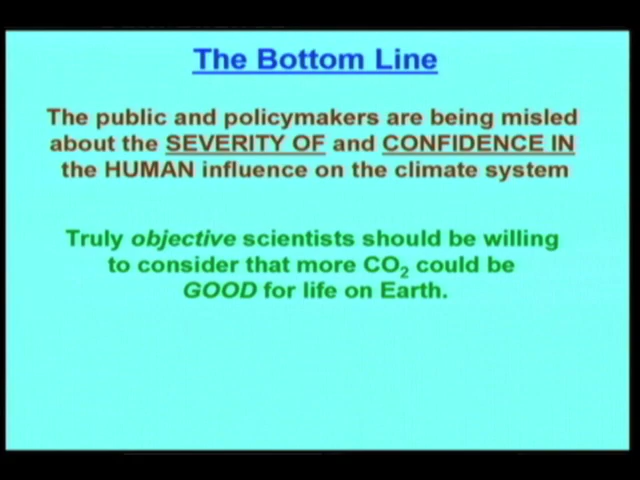 The Bottom Line
The public and policymakers are being misled
about the SEVERITY OF and CONFIDENCE IN
the HUMAN influence on the climate system
Truly objective scientists should be willing
to consider that more CO₂ could be
GOOD for life on Earth.